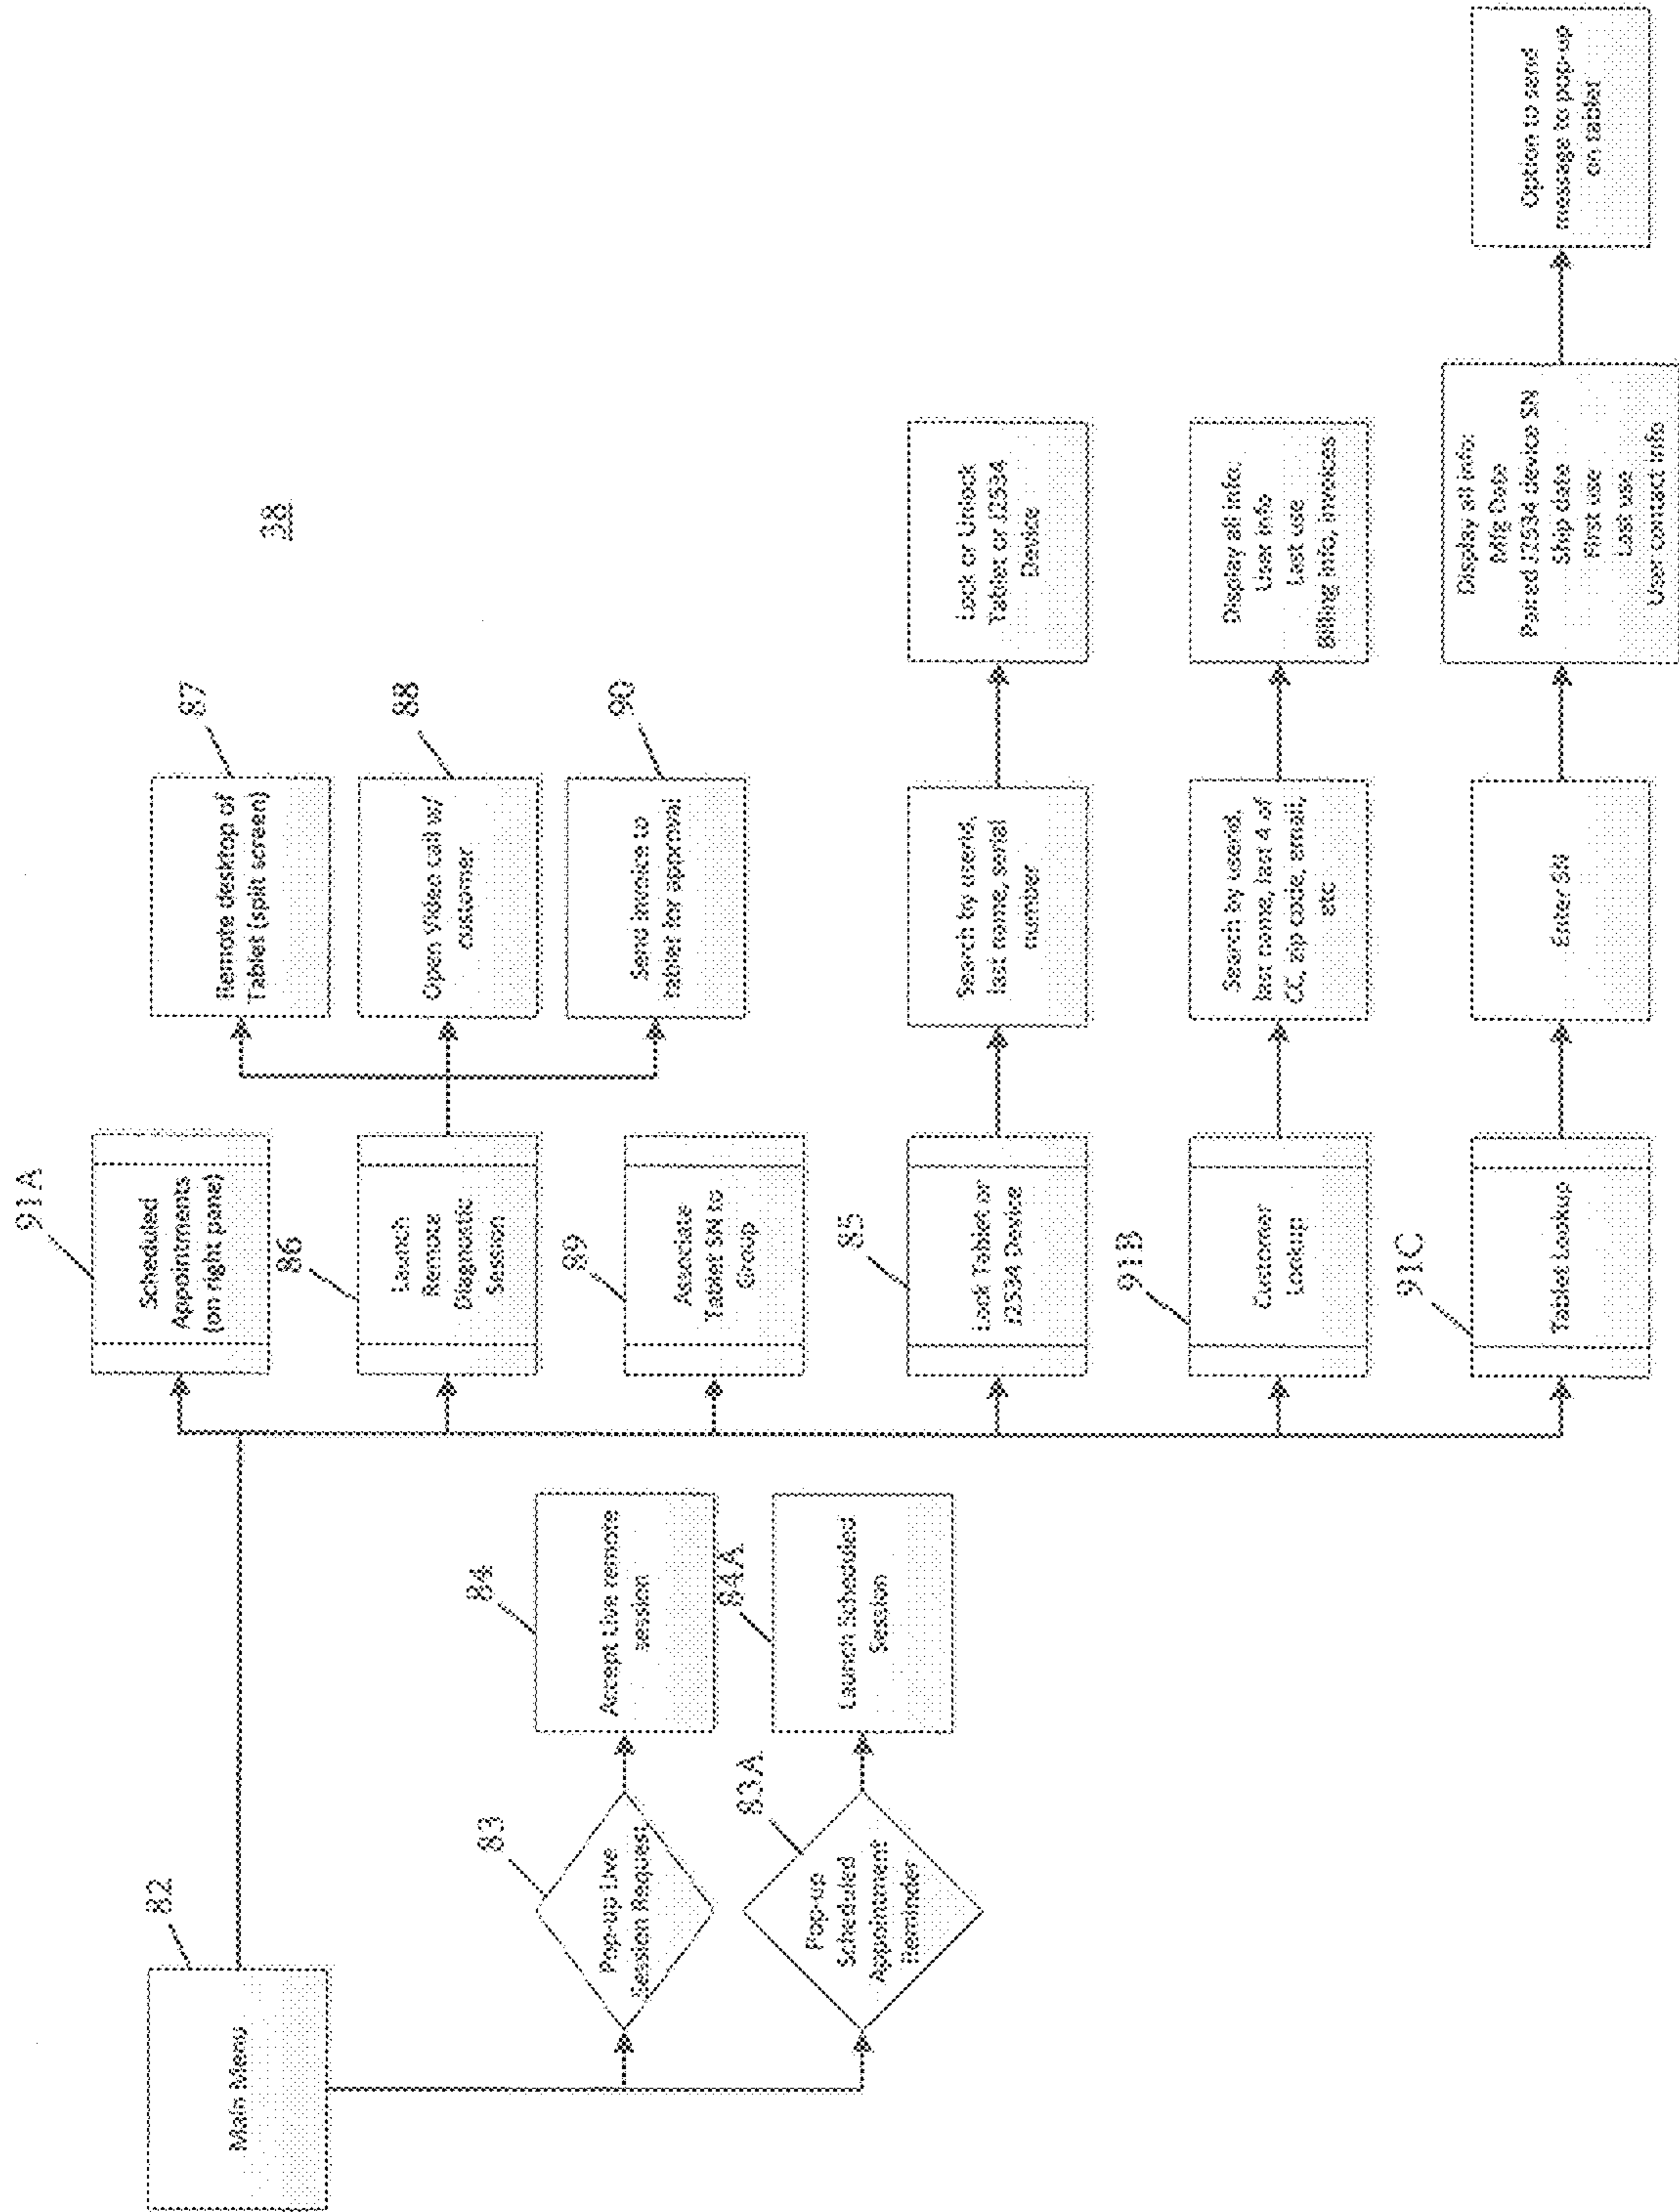 38
82
Main Menu
83
Pop-up Live
Session Request
84
Accept Live remote
session
83A
Pop-up
Scheduled
Appointment
Reminder
84A
Launch Scheduled
Session
91A
Scheduled
Appointments
(on right pane)
86
Launch
Remote
Diagnostic
Session
87
Remote desktop of
Tablet (split screen)
88
Open Video call w/
customer
90
Send invoice to
tablet for approval
99
Associate
Tablet SN to
Group
85
Lock Tablet or
J2534 Device
Search by userid,
last name, serial
number
Lock or Unlock
Tablet or J2534
Device
91B
Customer
Lookup
Search by userid,
last name, last 4 of
CC, zip code, email,
etc
Display all info:
User info
Last use
Billing info, invoices
91C
Tablet Lookup
Enter SN
Display all info:
Mfg Date
Paired J2534 device SN
Ship date
First use
Last use
User contact info
Option to send
message to pop-up
on tablet